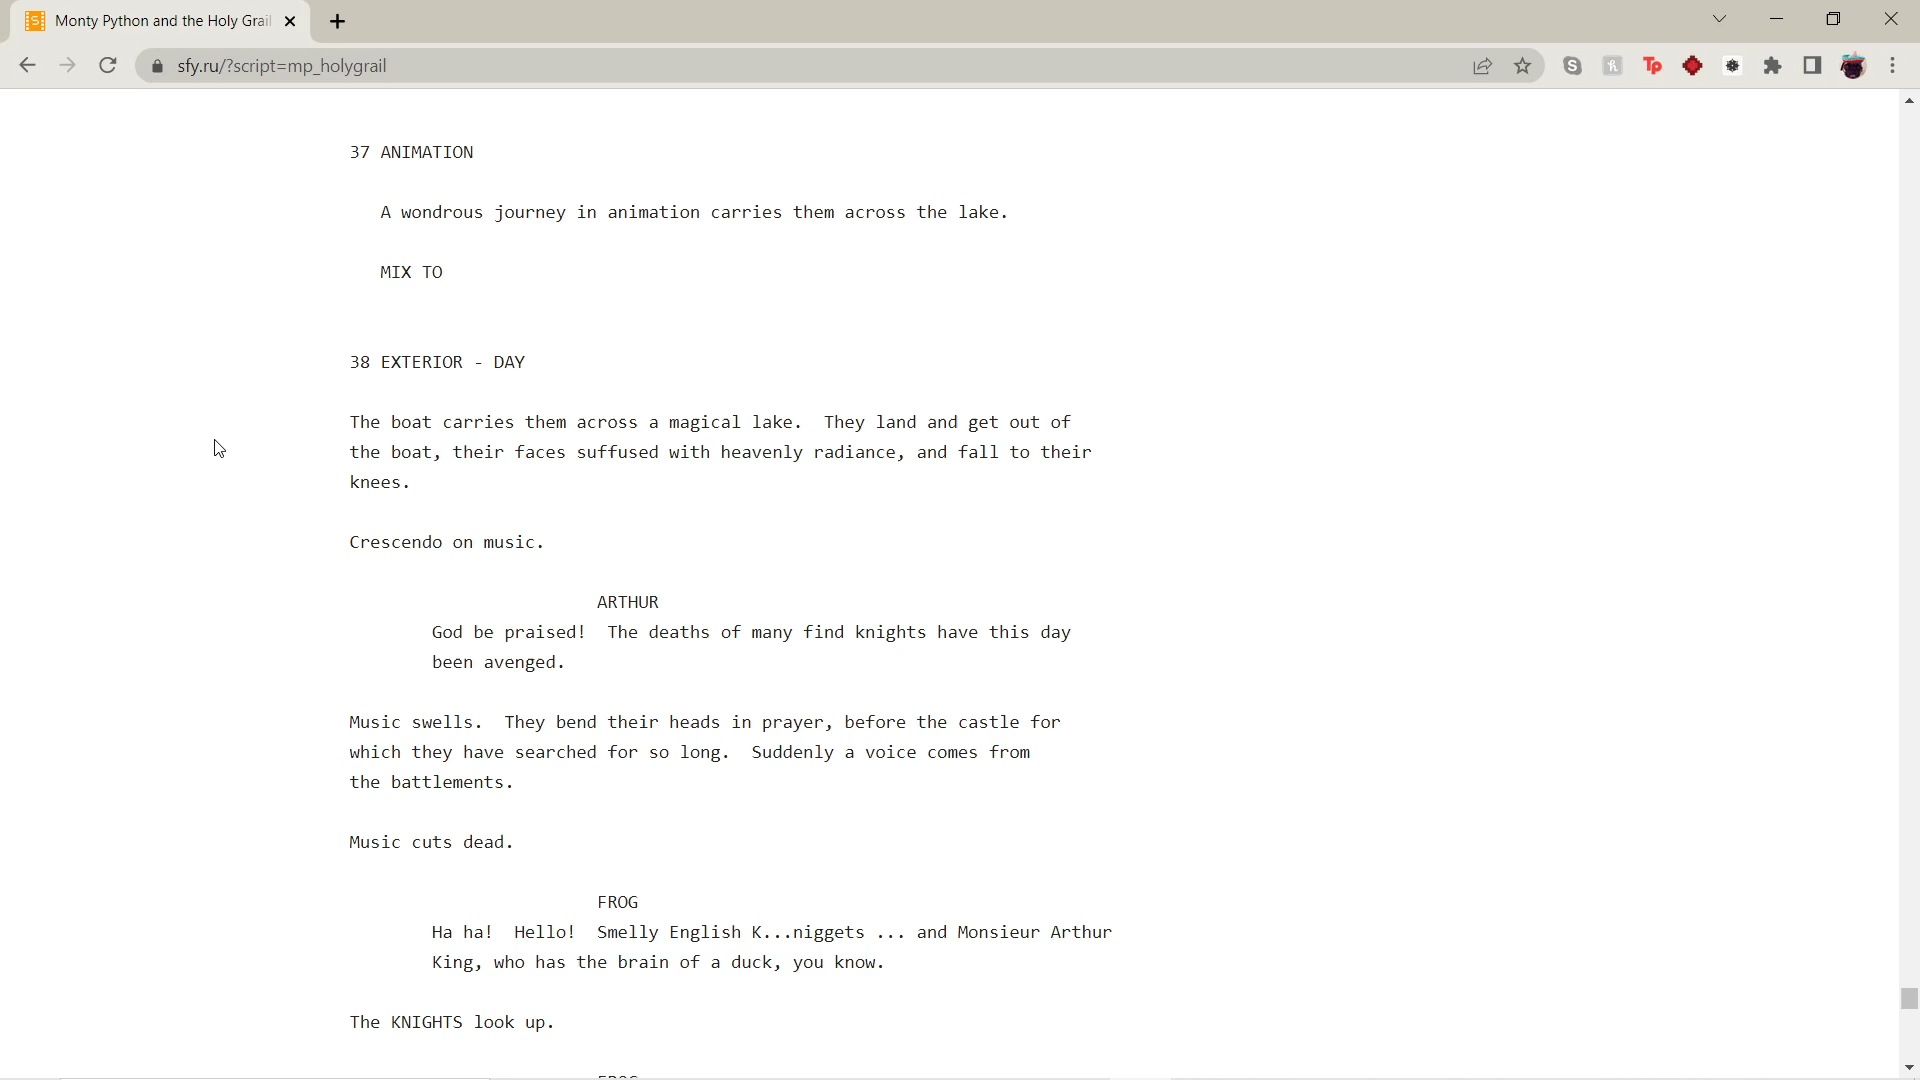 Monty Python and the Holy Grail
sfy.ru/?script=mp_holygrail
37 ANIMATION
A wondrous journey in animation carries them across the lake.
MIX TO
38 EXTERIOR - DAY
The boat carries them across a magical lake.  They land and get out of
the boat, their faces suffused with heavenly radiance, and fall to their
knees.
Crescendo on music.
ARTHUR
God be praised!  The deaths of many find knights have this day
been avenged.
Music swells.  They bend their heads in prayer, before the castle for
which they have searched for so long.  Suddenly a voice comes from
the battlements.
Music cuts dead.
FROG
Ha ha!  Hello!  Smelly English K...niggets ... and Monsieur Arthur
King, who has the brain of a duck, you know.
The KNIGHTS look up.